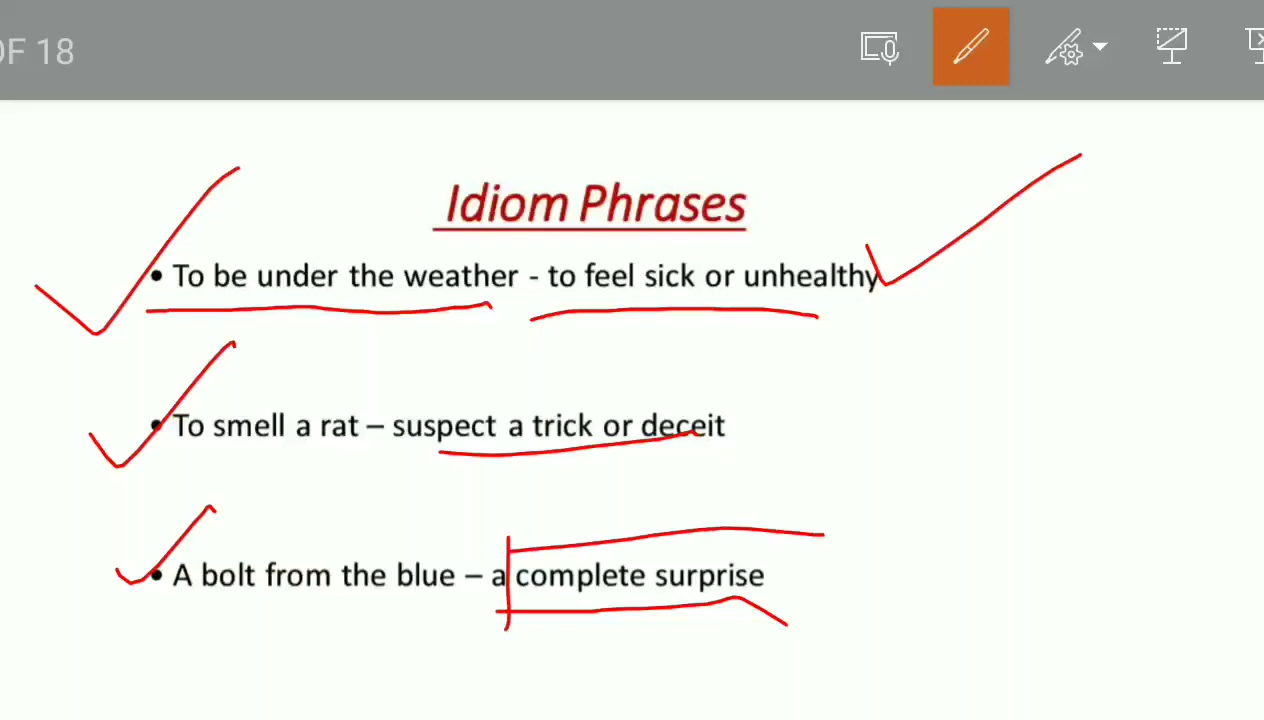 OF 18
Idiom Phrases
• To be under the weather - to feel sick or unhealthy
• To smell a rat – suspect a trick or deceit
• A bolt from the blue – a complete surprise